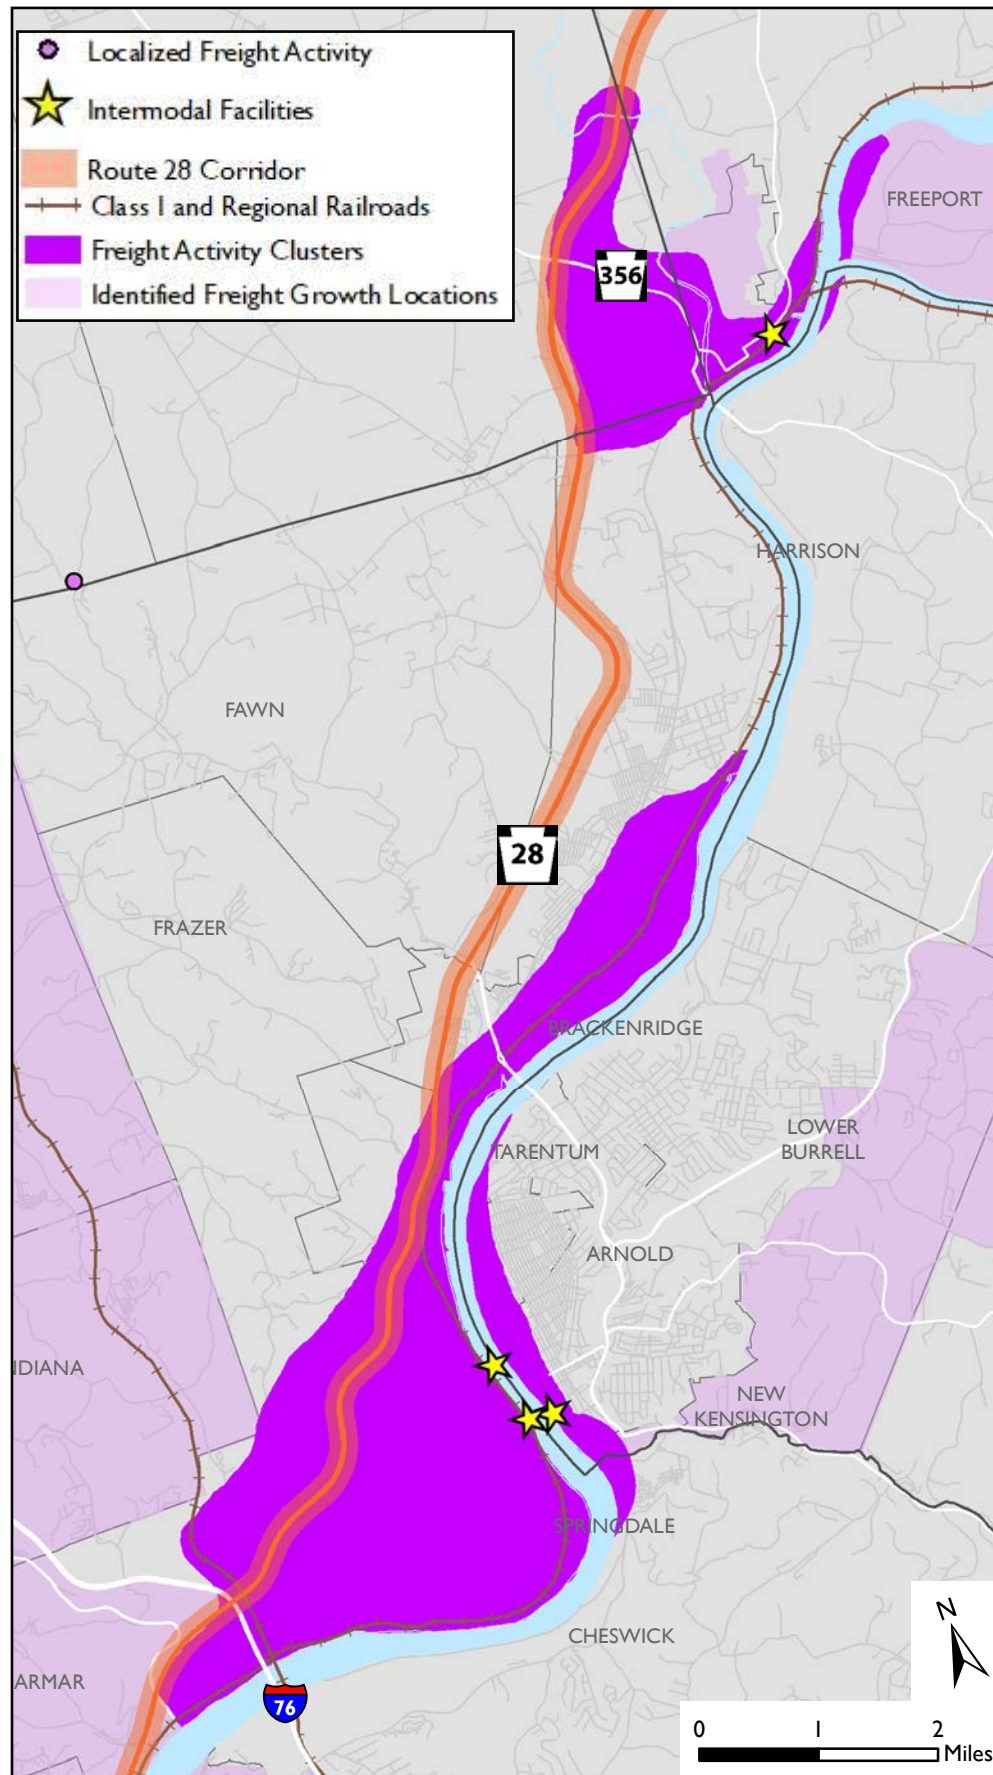 Localized Freight Activity
Intermodal Facilities
Route 28 Corridor
Class I and Regional Railroads
Freight Activity Clusters
Identified Freight Growth Locations
FREEPORT
356
HARRISON
FAWN
28
FRAZER
BRACKENRIDGE
LOWER
BURRELL
TARENTUM
ARNOLD
NDIANA
NEW
KENSINGTON
SPRINGDALE
CHESWICK
ARMAR
76
N
0 1 2
Miles